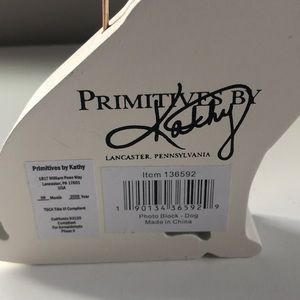 PRIMITIVES BY
Kathy
LANCASTER, PENNSYLVANIA
Primitives by Kathy
1817 William Penn Way
Lancaster, PA 17601
USA
Month
Year
TSCA Title VI Compliant
California 93120
Compliant
For formaldehyde
Phase 2
Item 136592
1 90134 36592 9
Photo Block - Dog
Made in China